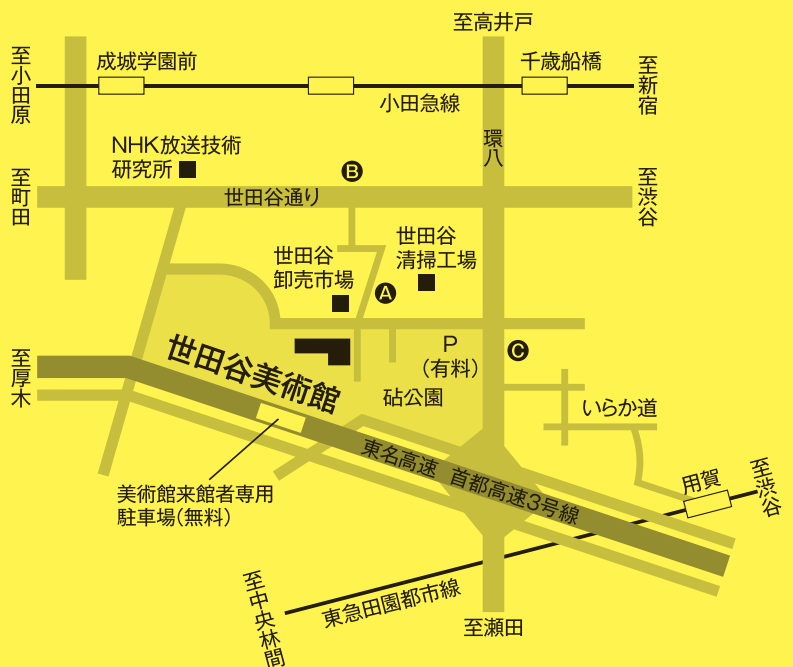 至高井戸
至小田原
成城学園前
千歳船橋
至新宿
小田急線
環八
NHK放送技術
研究所
B
至町田
世田谷通り
至渋谷
世田谷
清掃工場
世田谷
卸売市場
A
P
(有料)
C
世田谷美術館
至厚木
砧公園
いらか道
東名高速 首都高速3号線
用賀
至渋谷
美術館来館者専用
駐車場(無料)
至中央林間
東急田園都市線
至瀬田